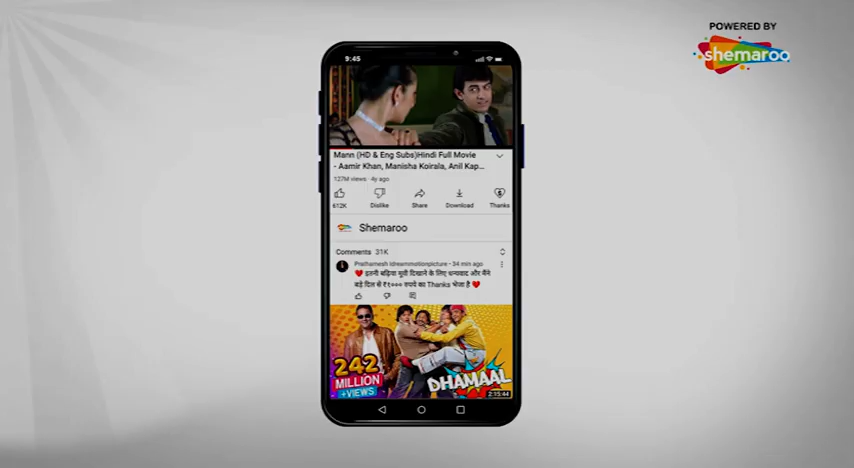 POWERED BY
shemaroo
9:45
Mann (HD & Eng Subs)Hindi Full Movie
- Aamir Khan, Manisha Koirala, Anil Kap...
127M views · 4y ago
612K
Dislike
Share
Download
Thanks
Shemaroo
Comments 31K
Prathamesh Idreammotionpicture • 34 min ago
❤️ इतनी बढ़िया मूवी दिखाने के लिए धन्यवाद और मैंने
बड़े दिल से ₹१००० रुपये का Thanks भेजा है ❤️
242
MILLION
+VIEWS
DHAMAAL
2:15:44